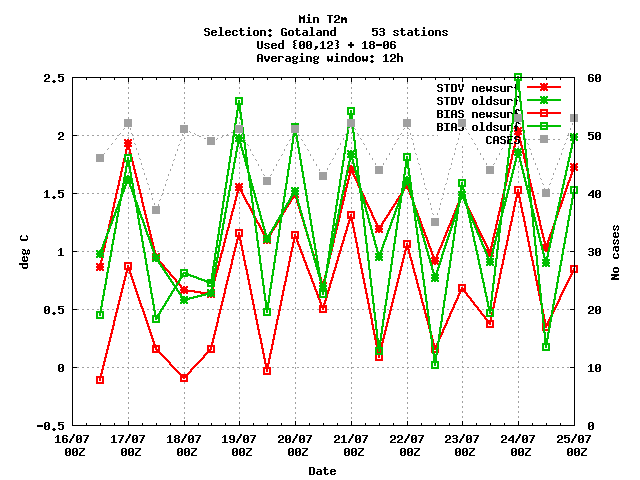 Min T2m
Selection: Gotaland     53 stations
Used {00,12} + 18-06
Averaging window: 12h
2.5
2
1.5
1
0.5
0
-0.5
deg C
60
50
40
30
20
10
0
No cases
STDV newsurf
STDV oldsurf
BIAS newsurf
BIAS oldsurf
CASES
16/07 17/07 18/07 19/07 20/07 21/07 22/07 23/07 24/07 25/07
00Z 00Z 00Z 00Z 00Z 00Z 00Z 00Z 00Z 00Z
Date